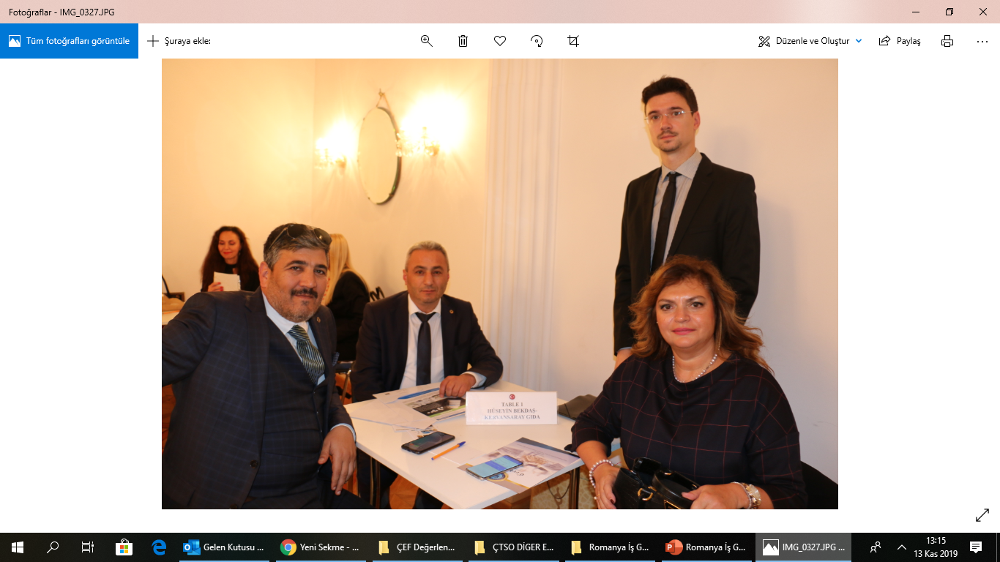 Fotoğraflar - IMG_0327.JPG
Tüm fotoğrafları görüntüle
Şuraya ekle:
Düzenle ve Oluştur
Paylaş
TABLE 1
HÜSEYİN BEKDAŞ-
KERVANSARAY GIDA
Gelen Kutusu ...
Yeni Sekme - ...
ÇEF Değerlen...
ÇTSO DİĞER E...
Romanya İş G...
Romanya İş G...
IMG_0327.JPG ...
13:15
13 Kas 2019